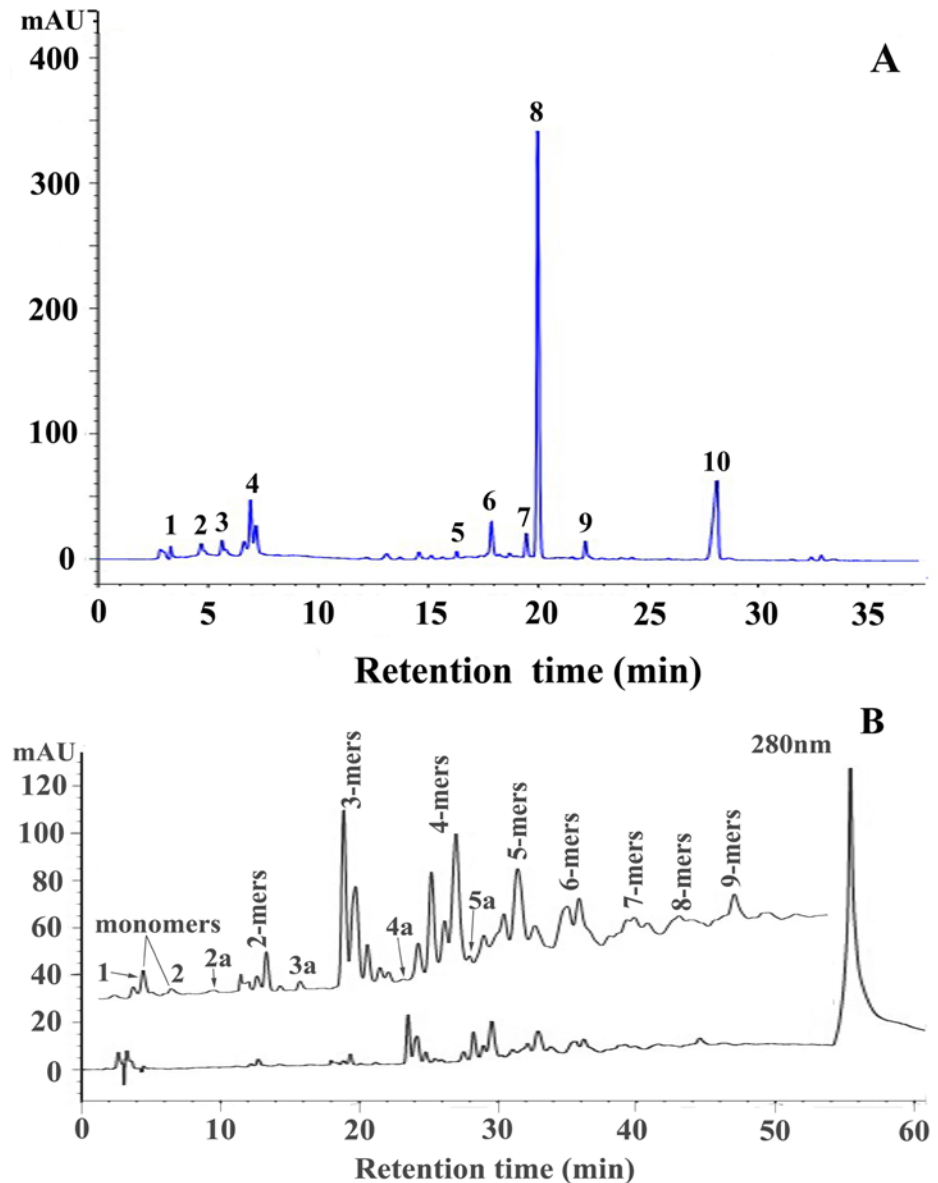 mAU
A
400
300
200
100
0
1
2
3
4
5
6
7
8
9
10
0 5 10 15 20 25 30 35
Retention time (min)
B
mAU
280nm
120
100
80
60
40
20
0
monomers
1
2
2a
2-mers
3a
3-mers
4a
4-mers
5a
5-mers
6-mers
7-mers
8-mers
9-mers
0 10 20 30 40 50 60
Retention time (min)